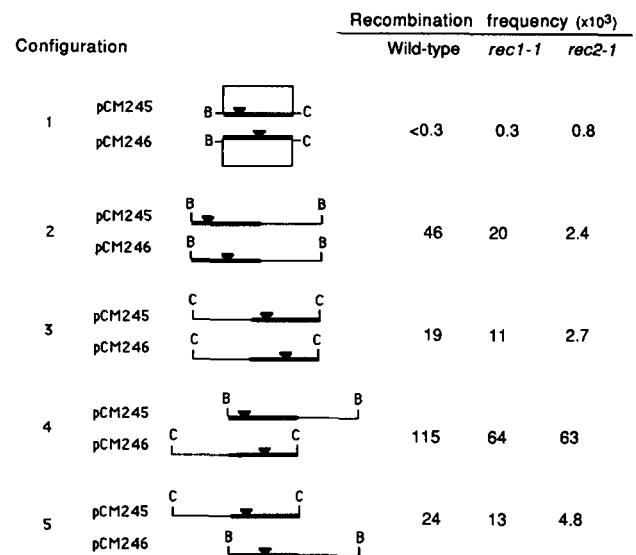 Recombination frequency (x10³)
Configuration Wild-type rec1-1 rec2-1
1 pCM245 B C
pCM246 B C
<0.3 0.3 0.8
B B
2 pCM245
B B
pCM246
46 20 2.4
C C
3 pCM245
C C
pCM246
19 11 2.7
B B
4 pCM245
C C
pCM246
115 64 63
C C
5 pCM245
B B
pCM246
24 13 4.8